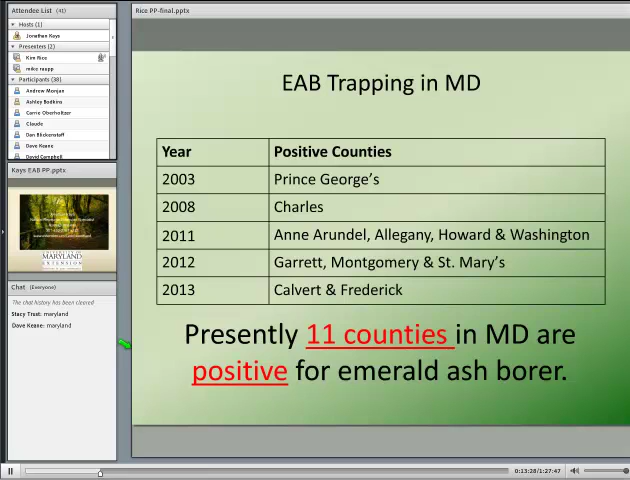 Attendee List (41)
Hosts (1)
Jonathan Kays
Presenters (2)
Kim Rice
mike raupp
Participants (38)
Andrew Monjan
Ashley Bodkins
Carrie Oberholtzer
Claude
Dan Blickenstaff
Dave Keane
David Campbell
Kays EAB PP.pptx
MARYLAND
EXTENSION
Chat (Everyone)
The chat history has been cleared
Stacy Trust: maryland
Dave Keane: maryland
Rice PP-final.pptx
EAB Trapping in MD
Year Positive Counties
2003 Prince George's
2008 Charles
2011 Anne Arundel, Allegany, Howard & Washington
2012 Garrett, Montgomery & St. Mary's
2013 Calvert & Frederick
Presently 11 counties in MD are
positive for emerald ash borer.
0:13:28/1:27:47